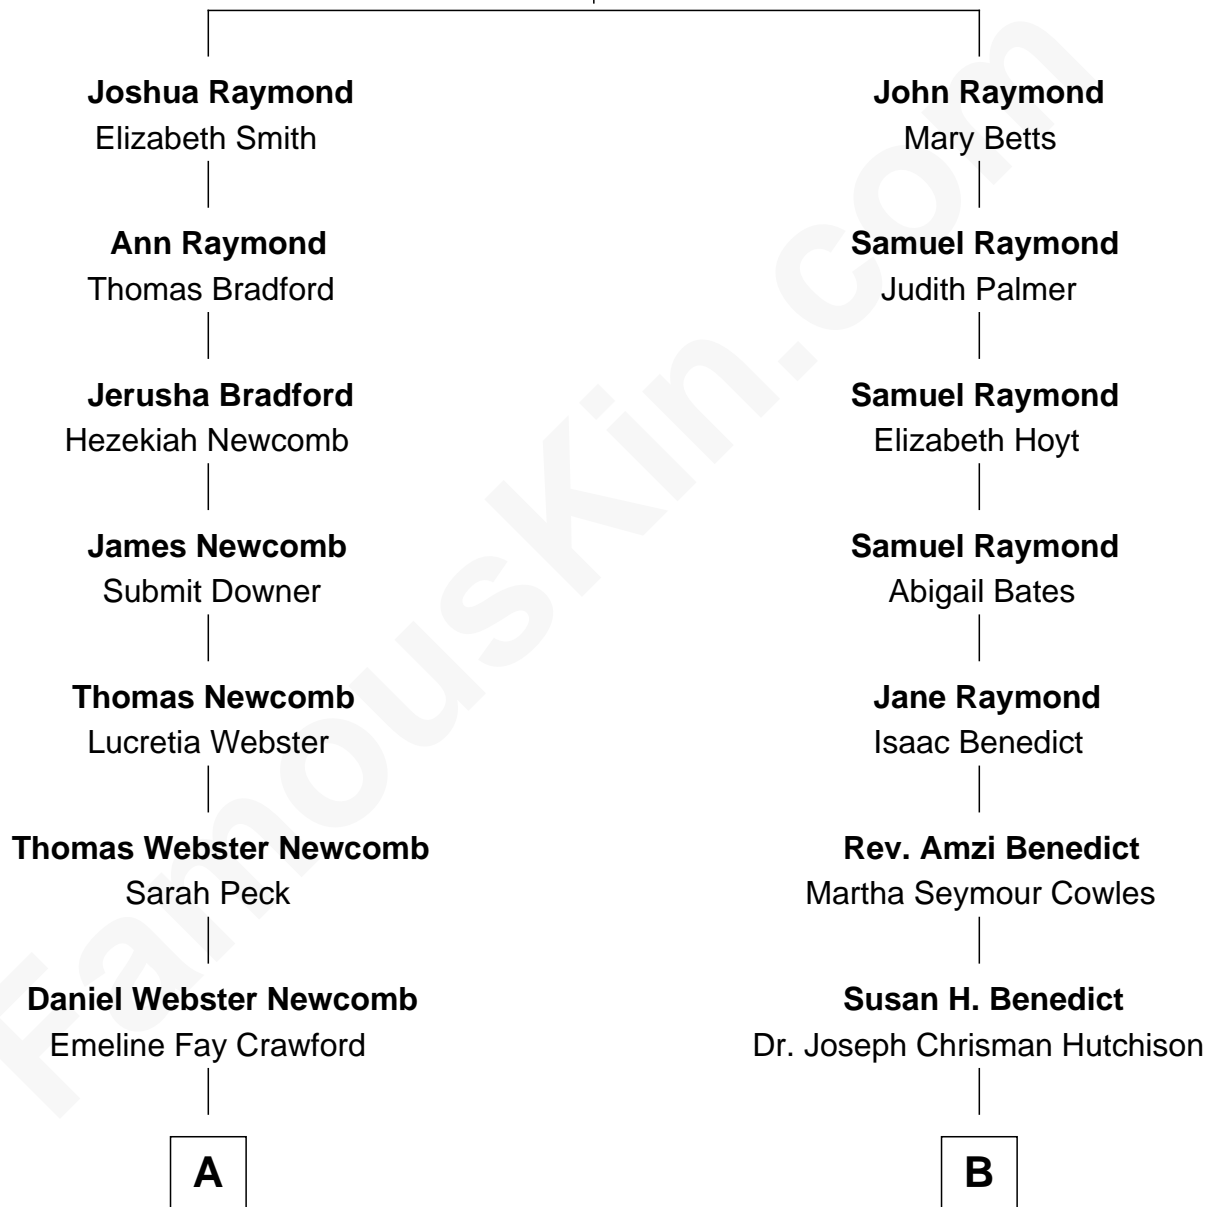 Joshua Raymond
Elizabeth Smith
Ann Raymond
Thomas Bradford
Jerusha Bradford
Hezekiah Newcomb
James Newcomb
Submit Downer
Thomas Newcomb
Lucretia Webster
Thomas Webster Newcomb
Sarah Peck
Daniel Webster Newcomb
Emeline Fay Crawford
A
John Raymond
Mary Betts
Samuel Raymond
Judith Palmer
Samuel Raymond
Elizabeth Hoyt
Samuel Raymond
Abigail Bates
Jane Raymond
Isaac Benedict
Rev. Amzi Benedict
Martha Seymour Cowles
Susan H. Benedict
Dr. Joseph Chrisman Hutchison
B
FamousKin.com